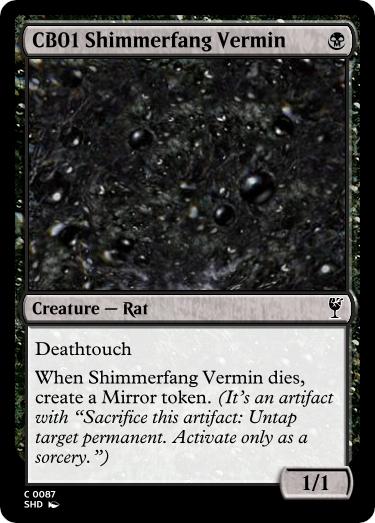 CB01 Shimmerfang Vermin
Creature — Rat
Deathtouch
When Shimmerfang Vermin dies,
create a Mirror token. (It's an artifact
with “Sacrifice this artifact: Untap
target permanent. Activate only as a
sorcery.”)
1/1
C 0087
SHD